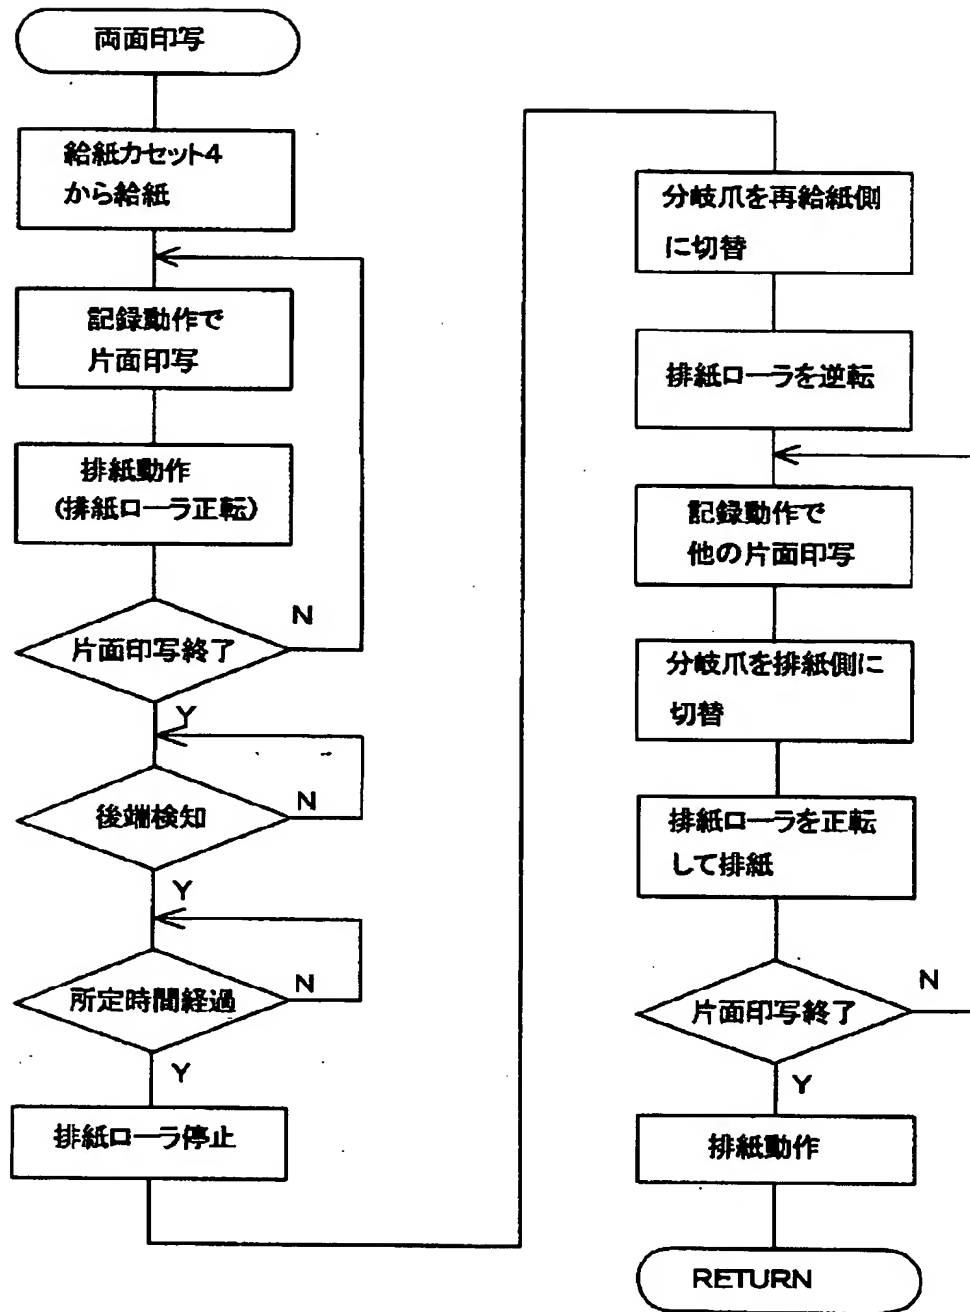 両面印写
給紙カセット4
から給紙
記録動作で
片面印写
排紙動作
(排紙ローラ正転)
片面印写終了
N
Y
後端検知
N
Y
所定時間経過
N
Y
排紙ローラ停止
分岐爪を再給紙側
に切替
排紙ローラを逆転
記録動作で
他の片面印写
分岐爪を排紙側に
切替
排紙ローラを正転
して排紙
片面印写終了
N
Y
排紙動作
RETURN